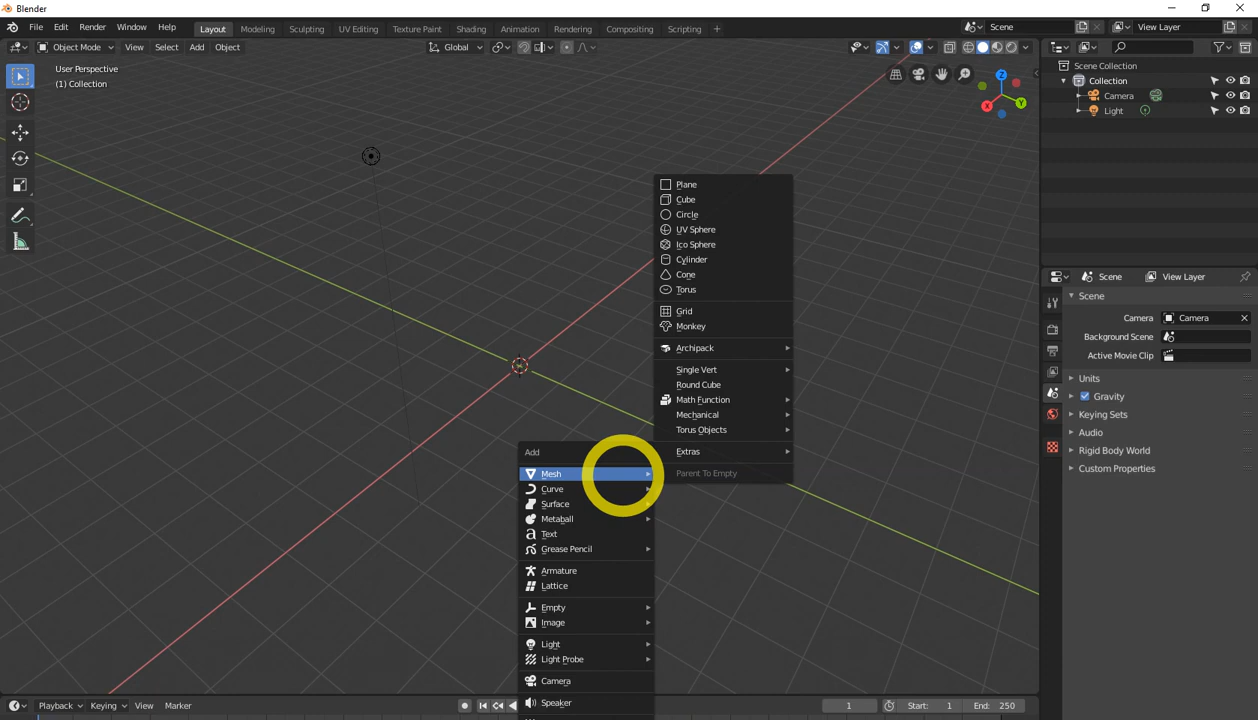 Blender
File Edit Render Window Help
Layout Modeling Sculpting UV Editing Texture Paint Shading Animation Rendering Compositing Scripting +
Scene
View Layer
Object Mode View Select Add Object
Global
User Perspective
(1) Collection
Z
Y
X
Scene Collection
Collection
Camera
Light
Plane
Cube
Circle
UV Sphere
Ico Sphere
Cylinder
Cone
Torus
Grid
Monkey
Archipack
Single Vert
Round Cube
Math Function
Mechanical
Torus Objects
Extras
Parent To Empty
Add
Mesh
Curve
Surface
Metaball
Text
Grease Pencil
Armature
Lattice
Empty
Image
Light
Light Probe
Camera
Speaker
Scene View Layer
Scene
Camera Camera
Background Scene
Active Movie Clip
Units
Gravity
Keying Sets
Audio
Rigid Body World
Custom Properties
Playback Keying View Marker
1
Start: 1
End: 250